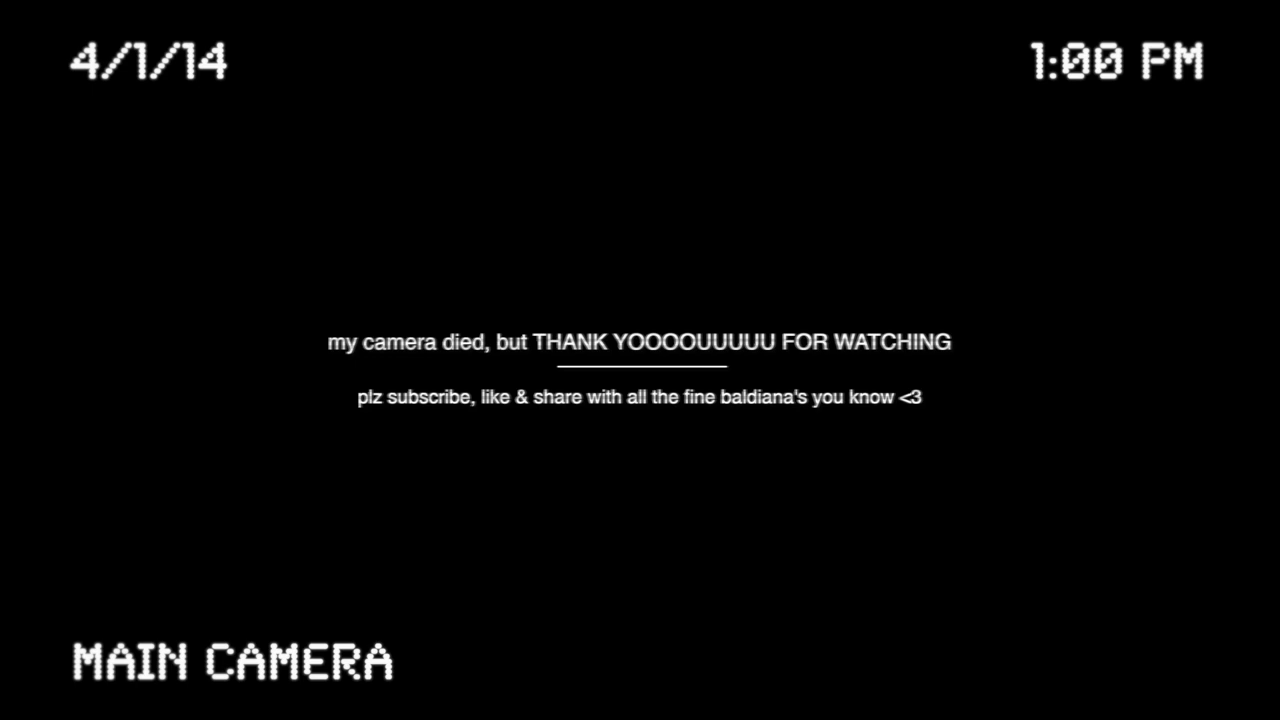 4/1/14
1:00 PM
my camera died, but THANK YOOOOUUUUU FOR WATCHING
plz subscribe, like & share with all the fine baldiana's you know <3
MAIN CAMERA